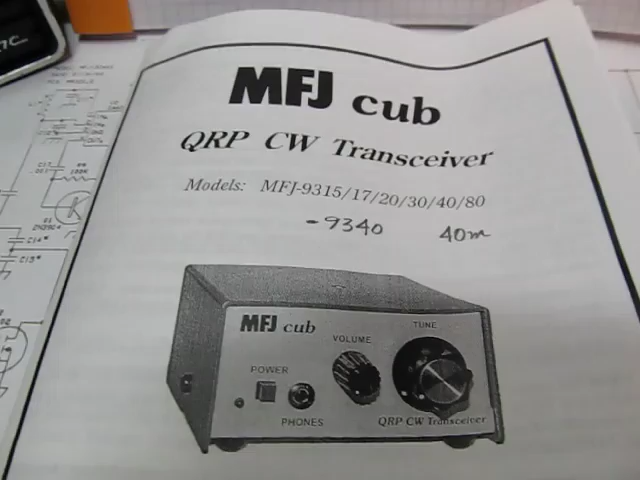 MFJ cub
QRP CW Transceiver
Models: MFJ-9315/17/20/30/40/80
-9340 40m
MFJ cub
VOLUME
TUNE
POWER
PHONES
QRP CW Transceiver
7C